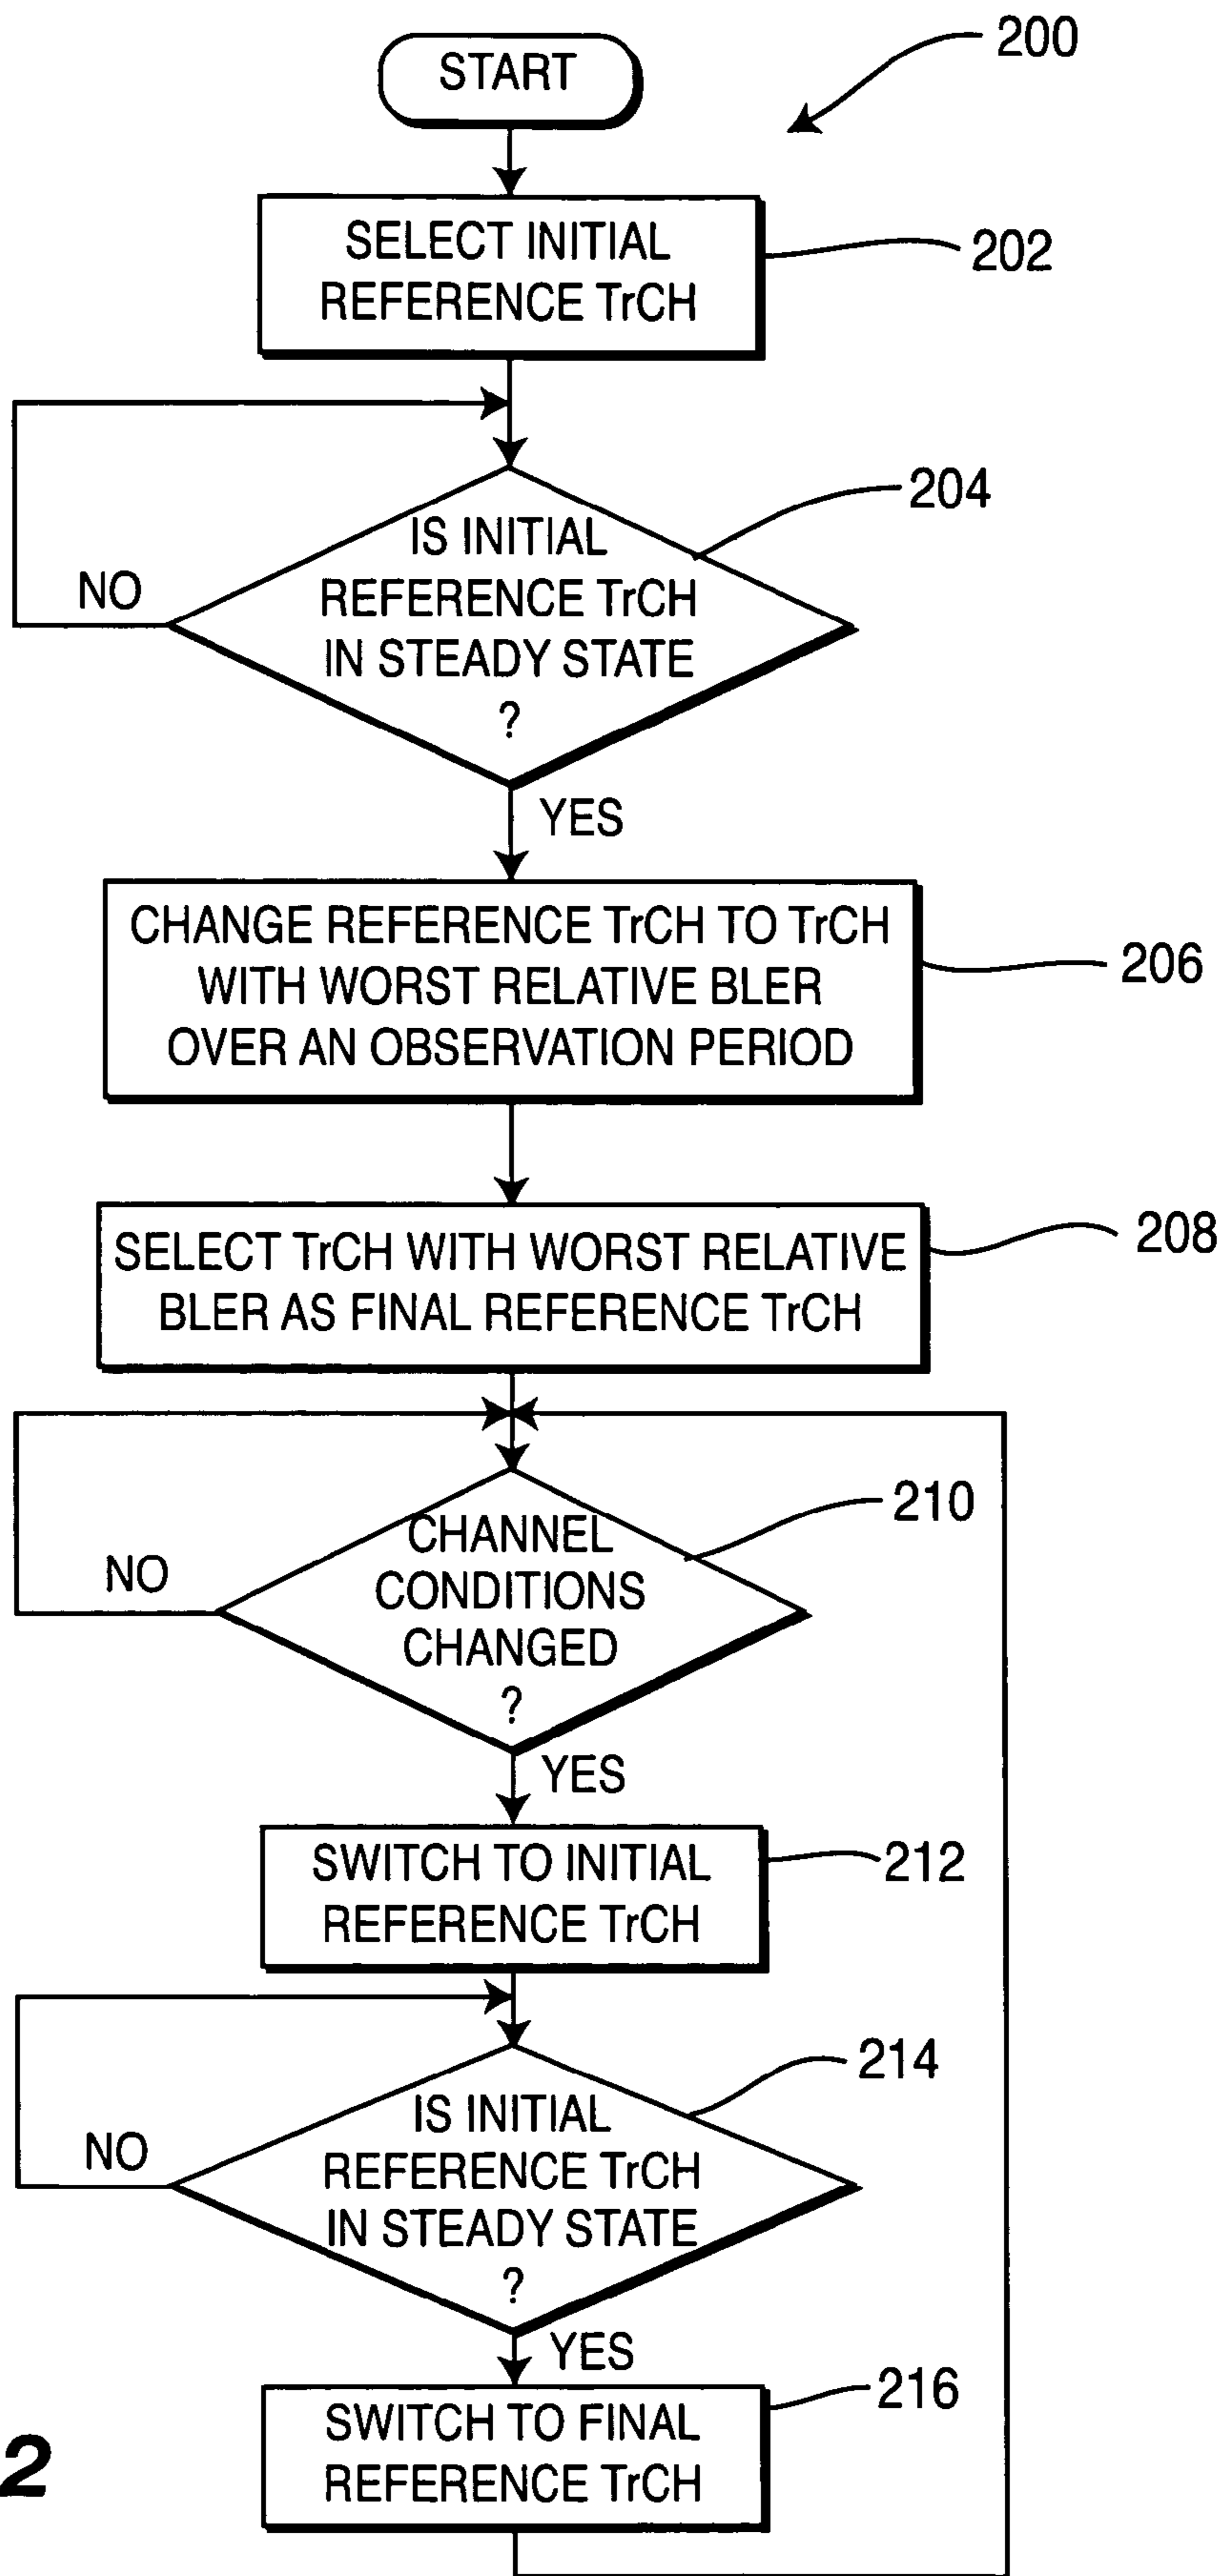 START
200
SELECT INITIAL
REFERENCE TrCH
202
IS INITIAL
REFERENCE TrCH
IN STEADY STATE
?
204
NO
YES
CHANGE REFERENCE TrCH TO TrCH
WITH WORST RELATIVE BLER
OVER AN OBSERVATION PERIOD
206
SELECT TrCH WITH WORST RELATIVE
BLER AS FINAL REFERENCE TrCH
208
CHANNEL
CONDITIONS
CHANGED
?
210
NO
YES
SWITCH TO INITIAL
REFERENCE TrCH
212
IS INITIAL
REFERENCE TrCH
IN STEADY STATE
?
214
NO
YES
SWITCH TO FINAL
REFERENCE TrCH
216
2